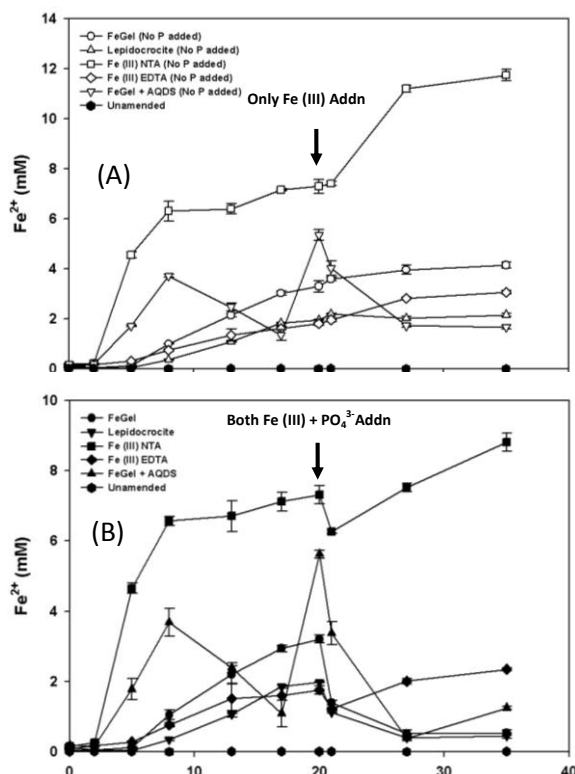 14
12
10
8
6
4
2
0
Fe²⁺ (mM)
FeGel (No P added)
Lepidocrocite (No P added)
Fe (III) NTA (No P added)
Fe (III) EDTA (No P added)
FeGel + AQDS (No P added)
Unamended
Only Fe (III) Addn
(A)
10
8
6
4
2
0
Fe²⁺ (mM)
FeGel
Lepidocrocite
Fe (III) NTA
Fe (III) EDTA
FeGel + AQDS
Unamended
Both Fe (III) + PO₄³⁻Addn
(B)
0 10 20 30 40